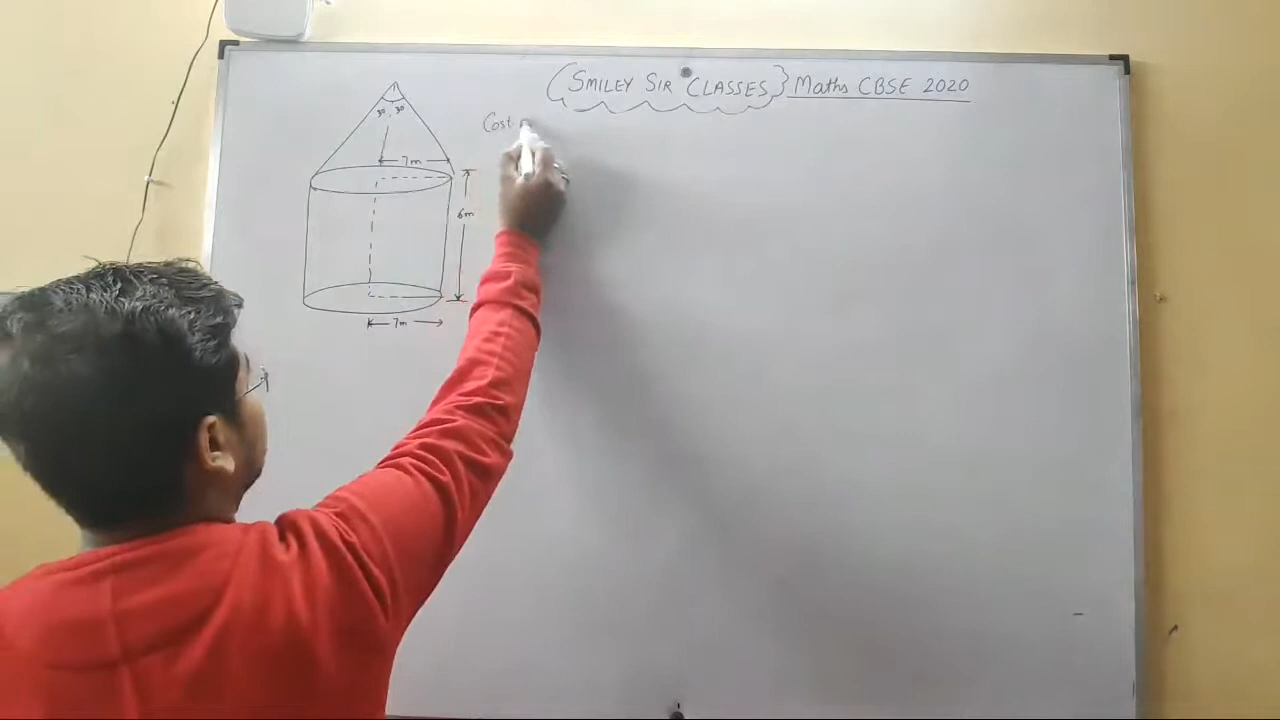 SMILEY SIR CLASSES Maths CBSE 2020
30 30
Cost
7m
6m
7m